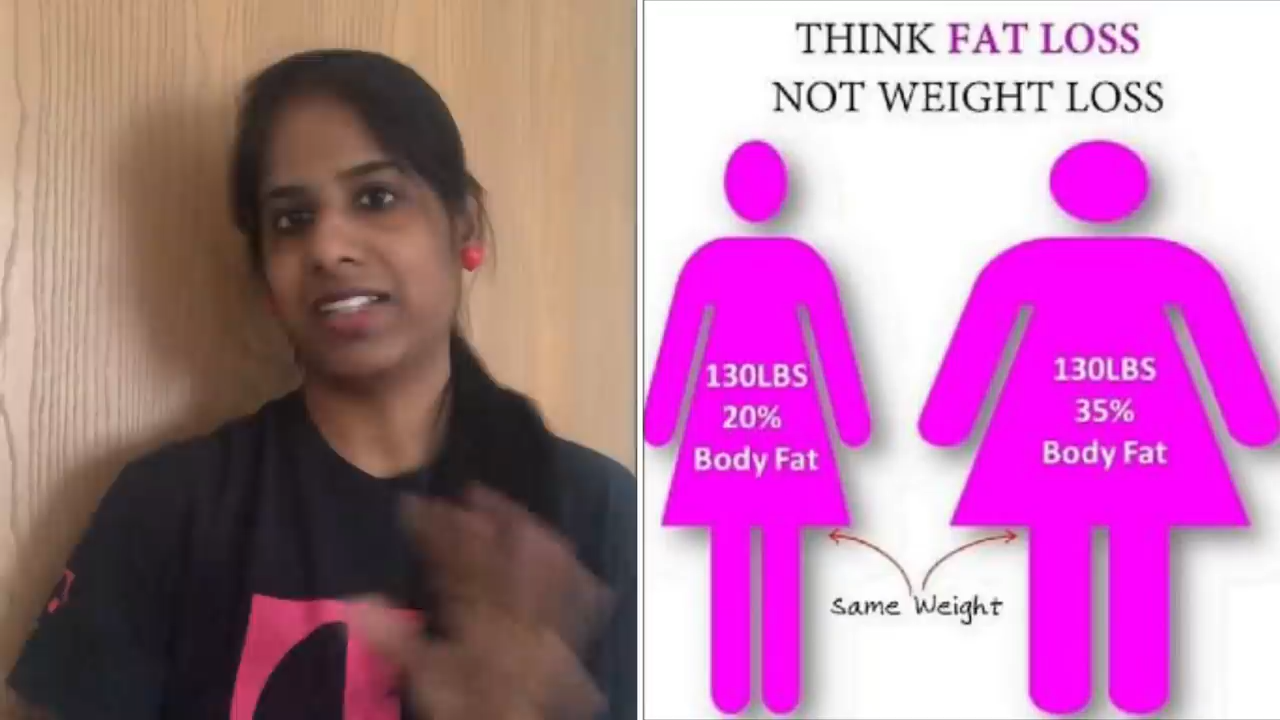 THINK FAT LOSS
NOT WEIGHT LOSS
130LBS
20%
Body Fat
130LBS
35%
Body Fat
Same Weight